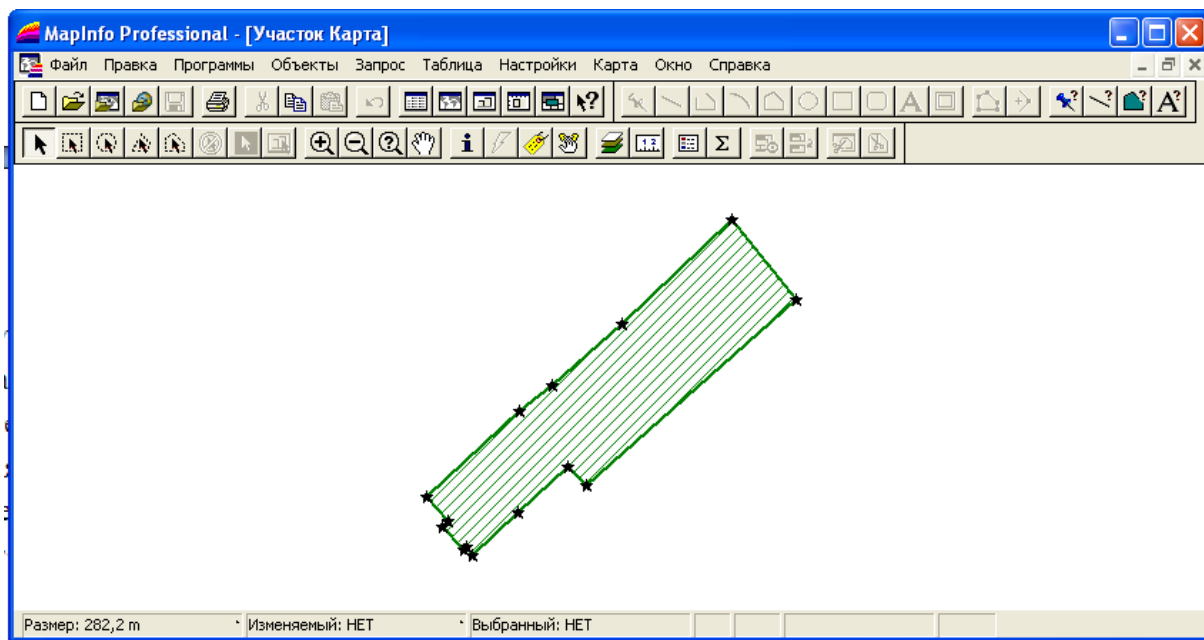 MapInfo Professional - [Участок Карта]
Файл Правка Программы Объекты Запрос Таблица Настройки Карта Окно Справка
Размер: 282,2 m Изменяемый: НЕТ Выбранный: НЕТ